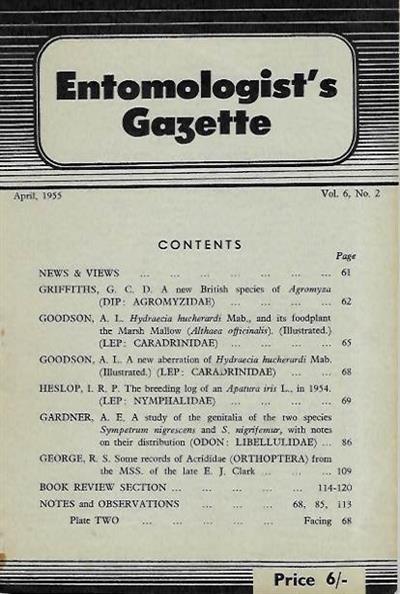 Entomologist's
Gazette
April, 1955
Vol. 6, No. 2
CONTENTS
Page
NEWS & VIEWS ... ... ... ... ... ... ... 61
GRIFFITHS, G. C. D. A new British species of Agromyza
(DIP: AGROMYZIDAE) ... ... ... ... 62
GOODSON, A. L. Hydraecia hucherardi Mab., and its foodplant
the Marsh Mallow (Althaea officinalis). (Illustrated.)
(LEP: CARADRINIDAE) ... ... ... ... 65
GOODSON, A. L. A new aberration of Hydraecia hucherardi Mab.
(Illustrated.) (LEP: CARADRINIDAE) ... ... ... 68
HESLOP, I. R. P. The breeding log of an Apatura iris L., in 1954.
(LEP: NYMPHALIDAE) ... ... ... ... 69
GARDNER, A. E. A study of the genitalia of the two species
Sympetrum nigrescens and S. nigrifemur, with notes
on their distribution (ODON: LIBELLULIDAE) ... 86
GEORGE, R. S. Some records of Acrididae (ORTHOPTERA) from
the MSS. of the late E. J. Clark ... ... ... 109
BOOK REVIEW SECTION ... ... ... ... ... 114-120
NOTES and OBSERVATIONS ... ... ... 68, 85, 113
Plate TWO ... ... ... ... ... Facing 68
Price 6/-